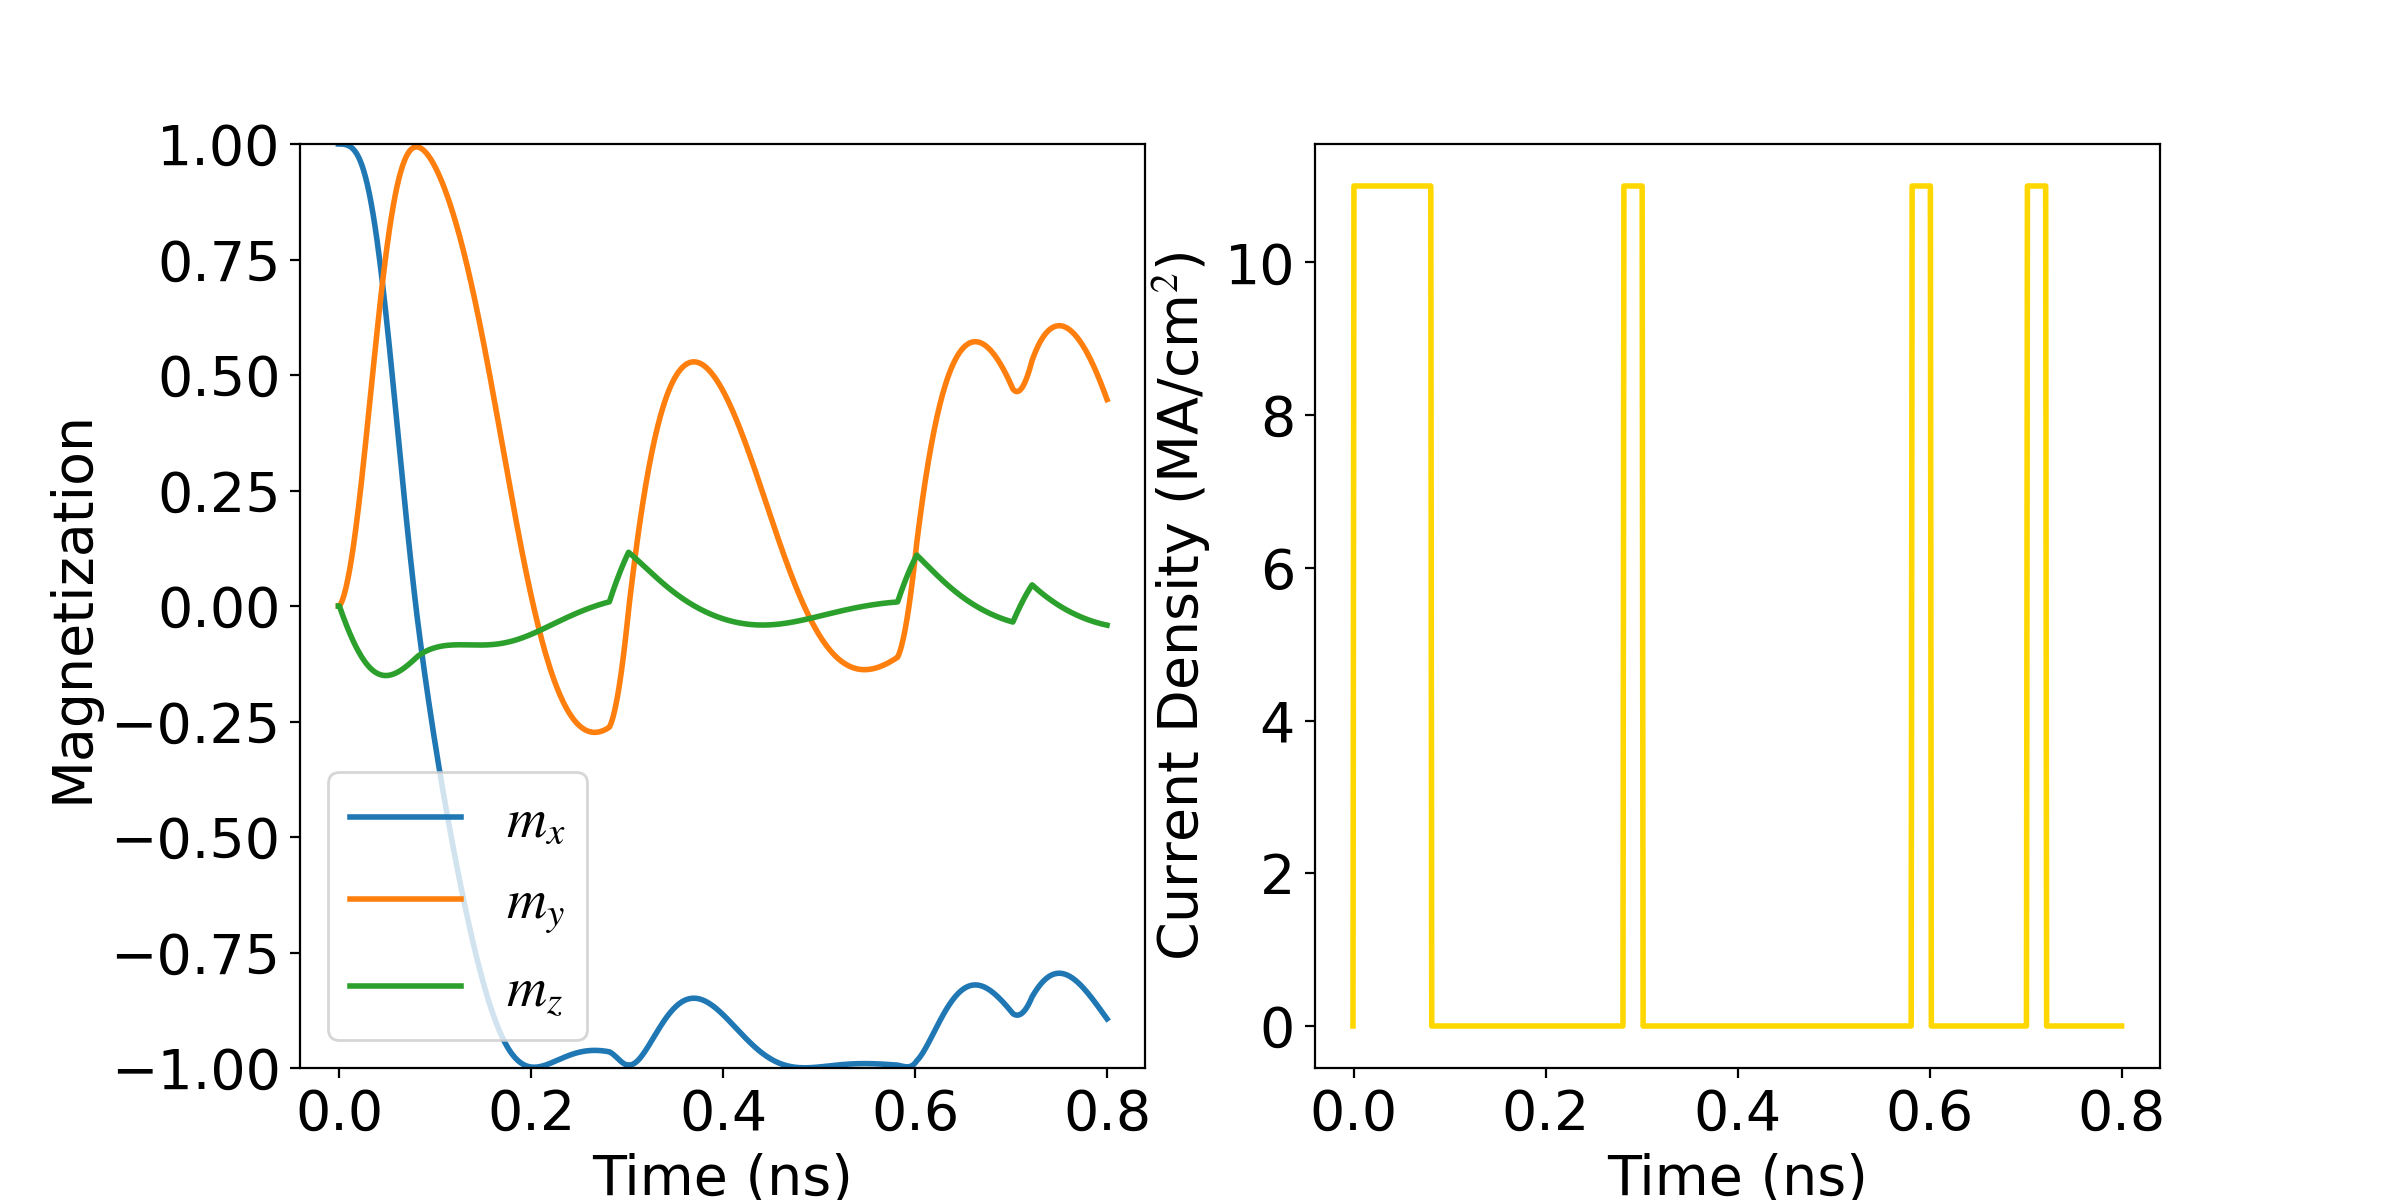 Magnetization
1.00
0.75
0.50
0.25
0.00
−0.25
−0.50
−0.75
−1.00
m_x
m_y
m_z
0.0 0.2 0.4 0.6 0.8
Time (ns)
Current Density (MA/cm²)
10
8
6
4
2
0
0.0 0.2 0.4 0.6 0.8
Time (ns)